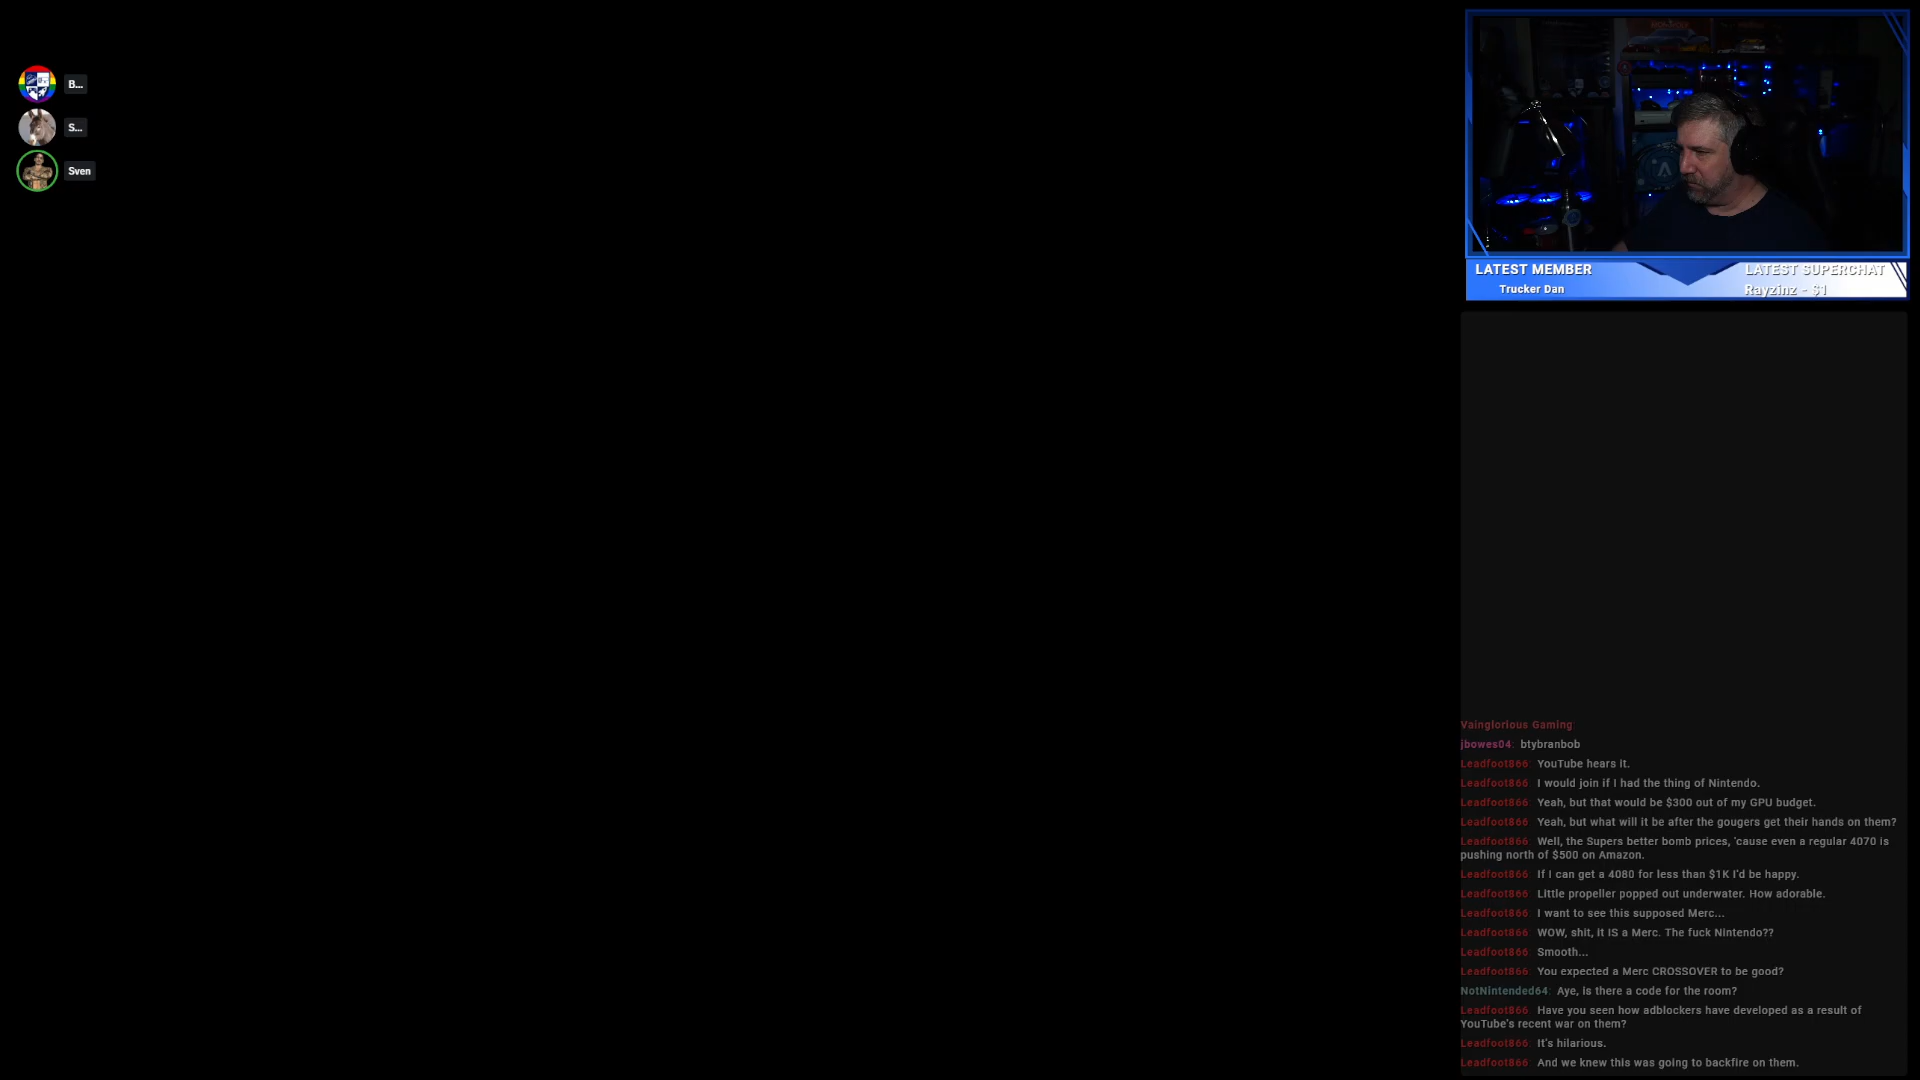 B...
S...
Sven
LATEST MEMBER
Trucker Dan
LATEST SUPERCHAT
Rayzinz - $1
Vainglorious Gaming
jbowes04: btybranbob
Leadfoot866: YouTube hears it.
Leadfoot866: I would join if I had the thing of Nintendo.
Leadfoot866: Yeah, but that would be $300 out of my GPU budget.
Leadfoot866: Yeah, but what will it be after the gougers get their hands on them?
Leadfoot866: Well, the Supers better bomb prices, 'cause even a regular 4070 is
pushing north of $500 on Amazon.
Leadfoot866: If I can get a 4080 for less than $1K I'd be happy.
Leadfoot866: Little propeller popped out underwater. How adorable.
Leadfoot866: I want to see this supposed Merc...
Leadfoot866: WOW, shit, it IS a Merc. The fuck Nintendo??
Leadfoot866: Smooth...
Leadfoot866: You expected a Merc CROSSOVER to be good?
NotNintended64: Aye, is there a code for the room?
Leadfoot866: Have you seen how adblockers have developed as a result of
YouTube's recent war on them?
Leadfoot866: It's hilarious.
Leadfoot866: And we knew this was going to backfire on them.